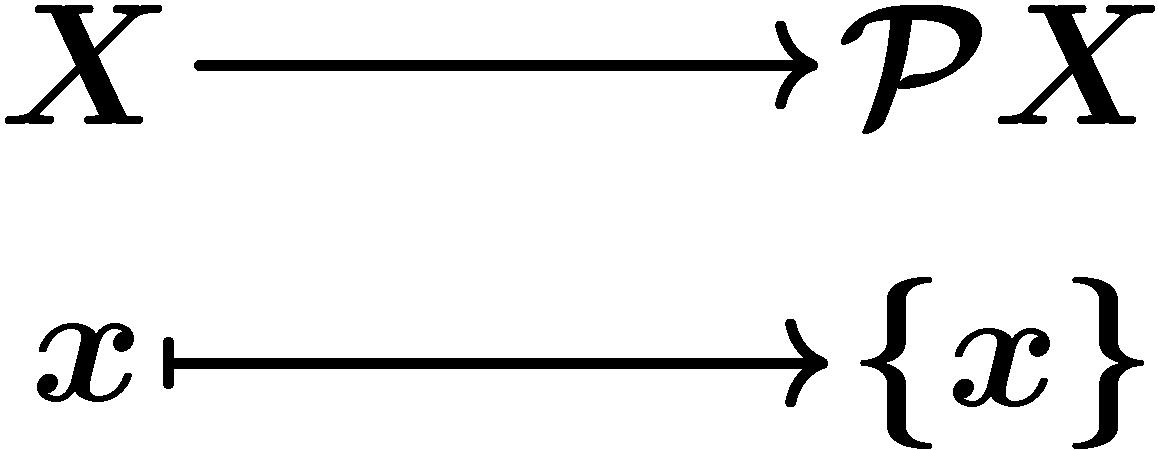 X ⟶ 𝒫X
x ⟼ {x}